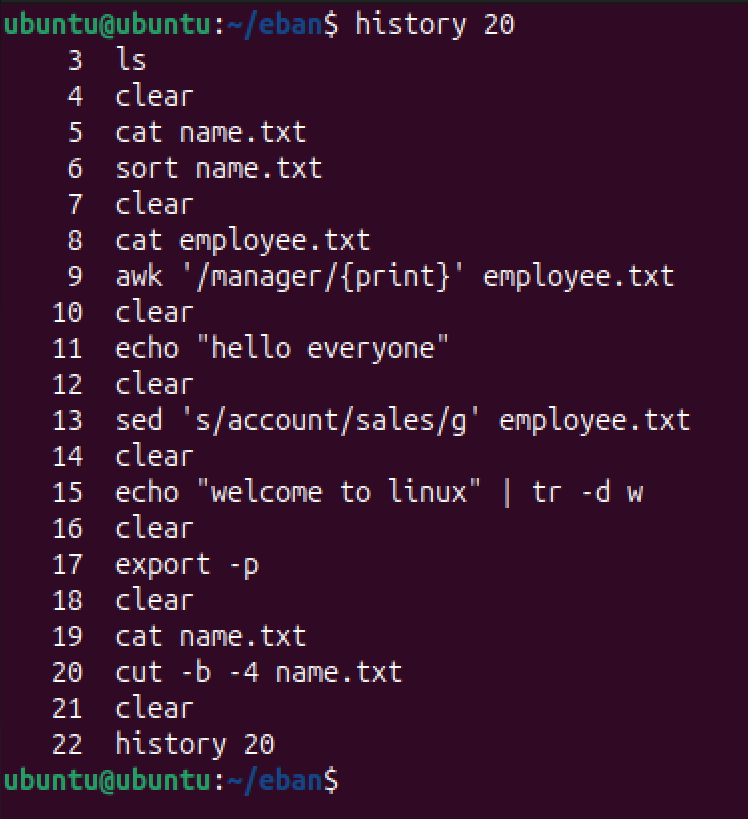 ubuntu@ubuntu:~/eban$ history 20
3 ls
4 clear
5 cat name.txt
6 sort name.txt
7 clear
8 cat employee.txt
9 awk '/manager/{print}' employee.txt
10 clear
11 echo "hello everyone"
12 clear
13 sed 's/account/sales/g' employee.txt
14 clear
15 echo "welcome to linux" | tr -d w
16 clear
17 export -p
18 clear
19 cat name.txt
20 cut -b -4 name.txt
21 clear
22 history 20
ubuntu@ubuntu:~/eban$